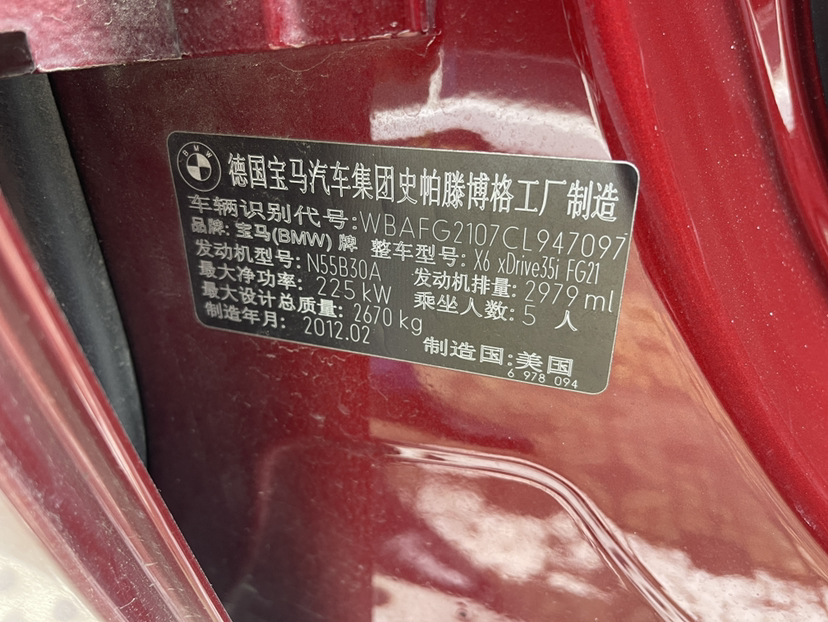 BMW
德国宝马汽车集团史帕滕博格工厂制造
车辆识别代号:WBAFG2107CL947097
品牌: 宝马(BMW) 牌 整车型号: X6 xDrive35i FG21
发动机型号: N55B30A 发动机排量: 2979 ml
最大净功率: 225 kW 乘坐人数: 5 人
最大设计总质量: 2670 kg
制造年月: 2012.02 制造国:美国
6 978 094